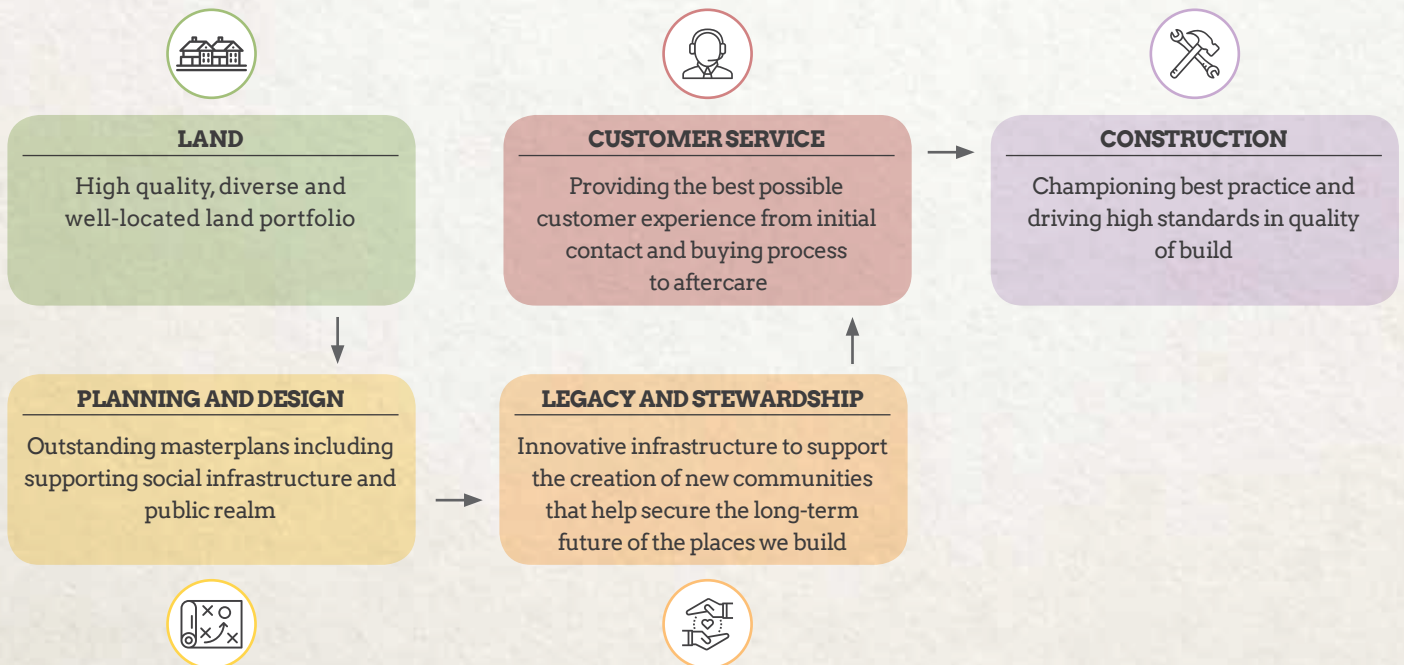 LAND
High quality, diverse and
well-located land portfolio
PLANNING AND DESIGN
Outstanding masterplans including
supporting social infrastructure and
public realm
LEGACY AND STEWARDSHIP
Innovative infrastructure to support
the creation of new communities
that help secure the long-term
future of the places we build
CUSTOMER SERVICE
Providing the best possible
customer experience from initial
contact and buying process
to aftercare
CONSTRUCTION
Championing best practice and
driving high standards in quality
of build